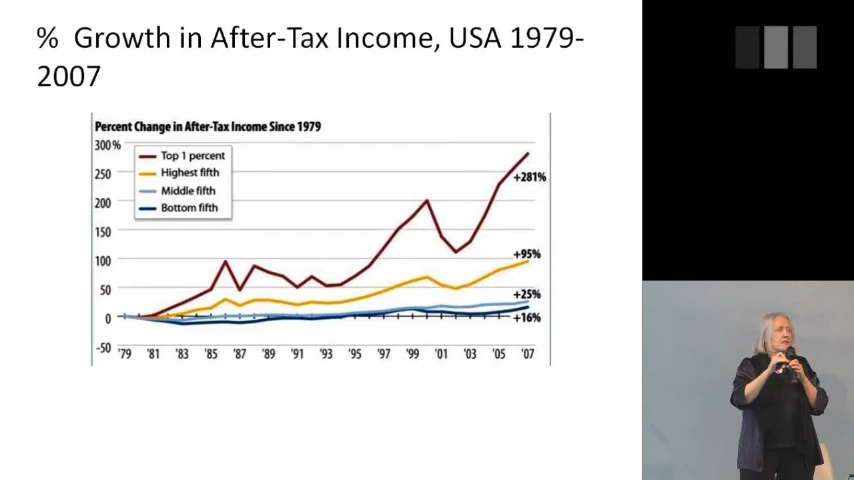 % Growth in After-Tax Income, USA 1979-
2007
Percent Change in After-Tax Income Since 1979
300%
250
200
150
100
50
0
-50
Top 1 percent
Highest fifth
Middle fifth
Bottom fifth
+281%
+95%
+25%
+16%
'79 '81 '83 '85 '87 '89 '91 '93 '95 '97 '99 '01 '03 '05 '07